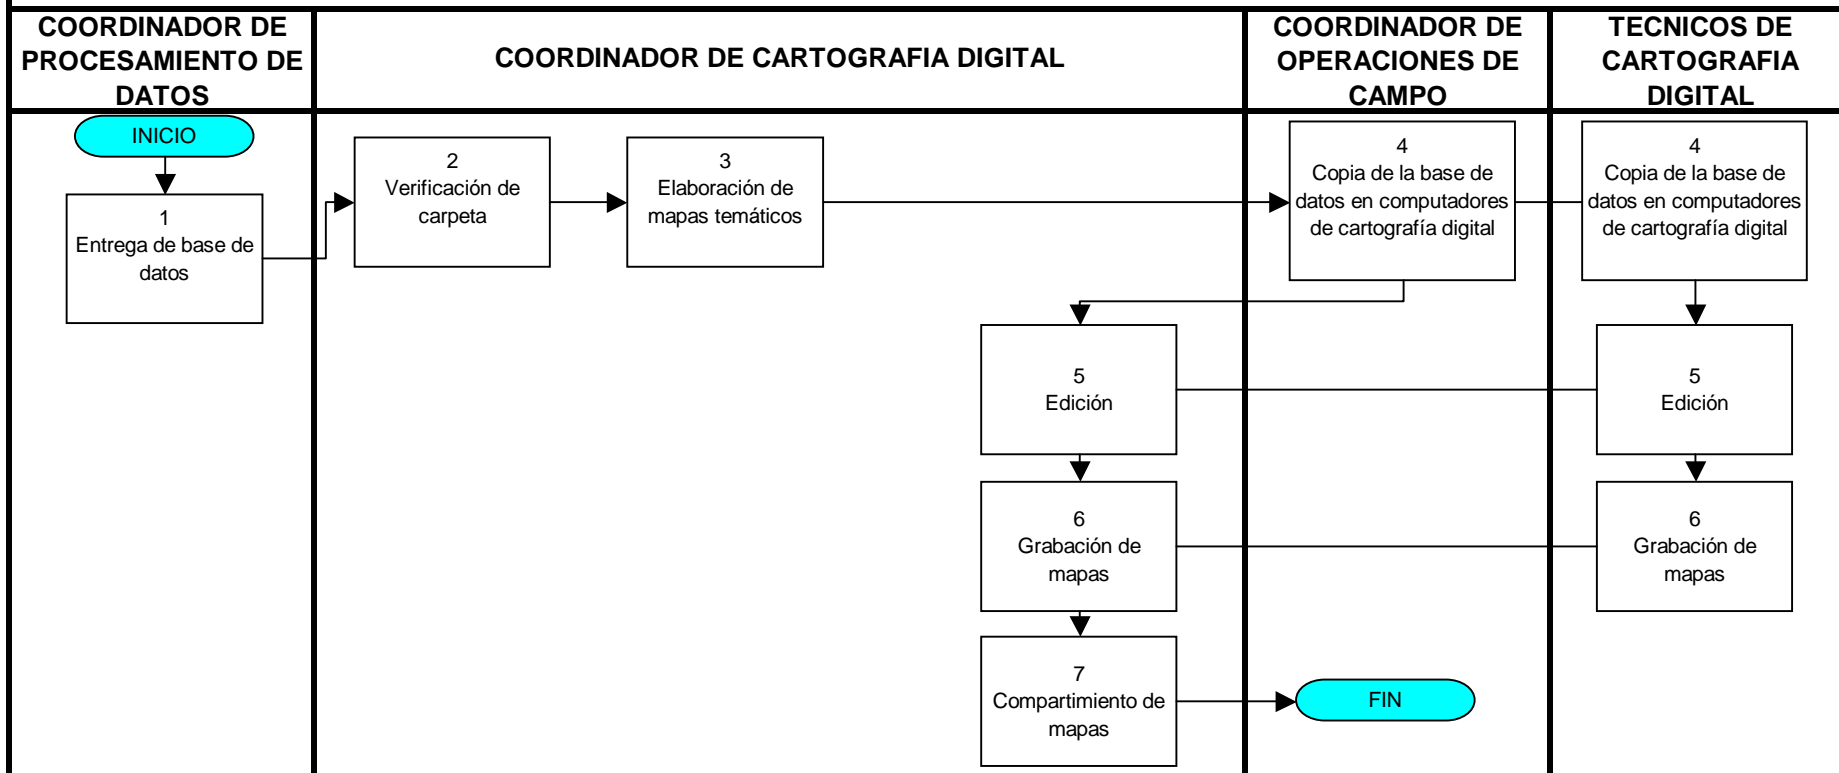 COORDINADOR DE
PROCESAMIENTO DE
DATOS
COORDINADOR DE CARTOGRAFIA DIGITAL
COORDINADOR DE
OPERACIONES DE
CAMPO
TECNICOS DE
CARTOGRAFIA
DIGITAL
INICIO
1
Entrega de base de
datos
2
Verificación de
carpeta
3
Elaboración de
mapas temáticos
4
Copia de la base de
datos en computadores
de cartografía digital
4
Copia de la base de
datos en computadores
de cartografía digital
5
Edición
5
Edición
6
Grabación de
mapas
6
Grabación de
mapas
7
Compartimiento de
mapas
FIN